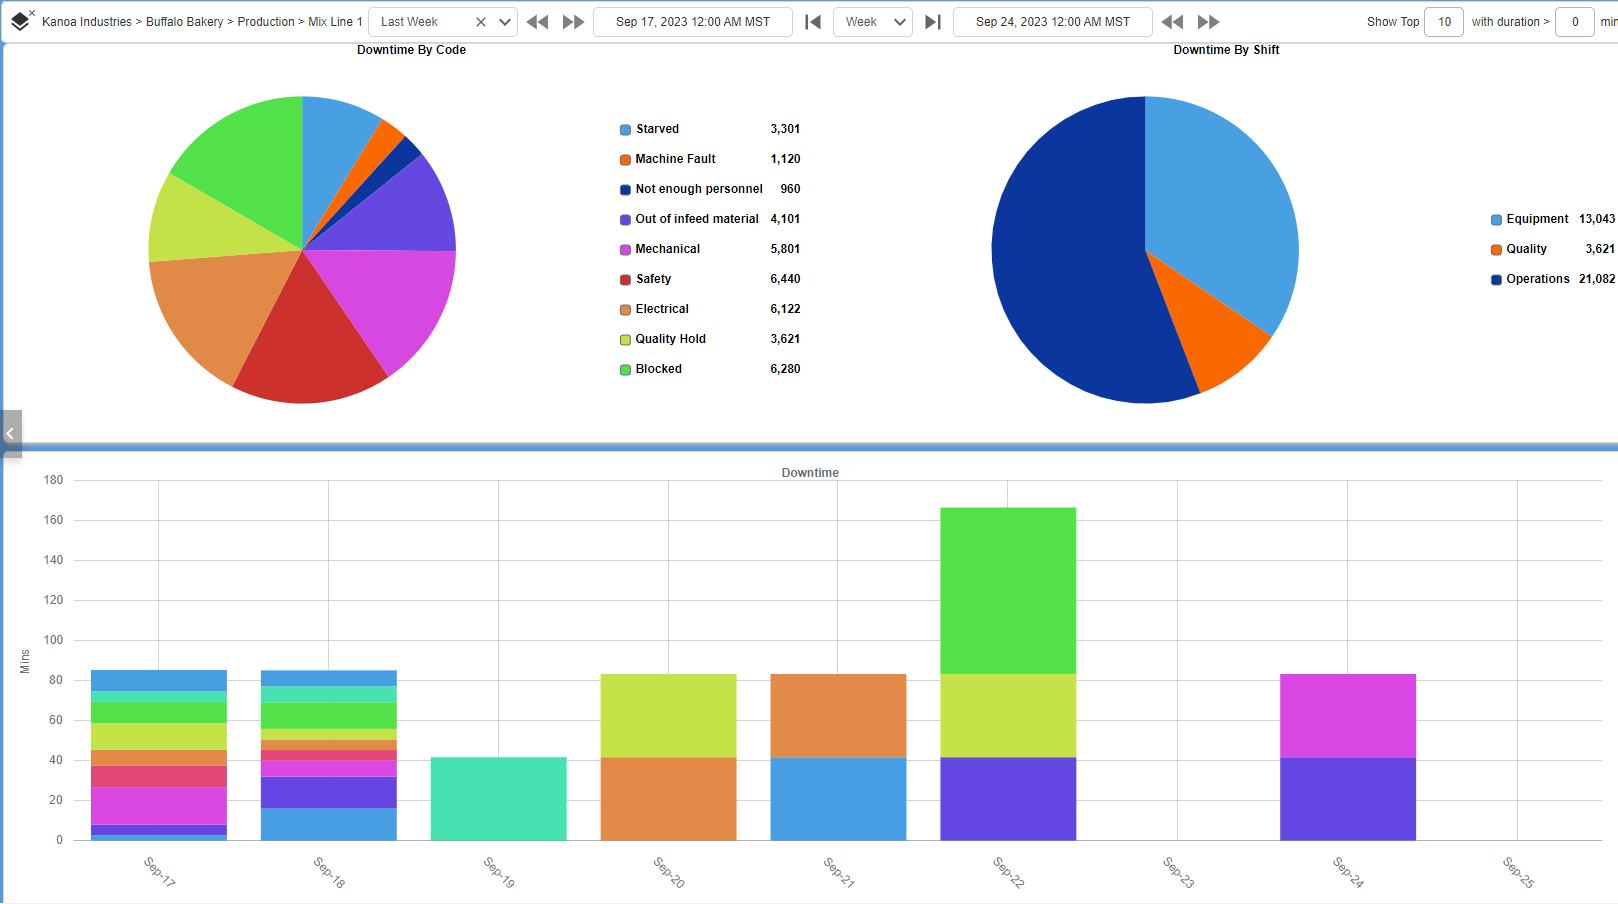 Kanoa Industries > Buffalo Bakery > Production > Mix Line 1 Last Week Sep 17, 2023 12:00 AM MST Week Sep 24, 2023 12:00 AM MST Show Top 10 with duration > 0 min
Downtime By Code
Starved 3,301
Machine Fault 1,120
Not enough personnel 960
Out of infeed material 4,101
Mechanical 5,801
Safety 6,440
Electrical 6,122
Quality Hold 3,621
Blocked 6,280
Downtime By Shift
Equipment 13,043
Quality 3,621
Operations 21,082
Downtime
Mins
180
160
140
120
100
80
60
40
20
0
Sep-17
Sep-18
Sep-19
Sep-20
Sep-21
Sep-22
Sep-23
Sep-24
Sep-25